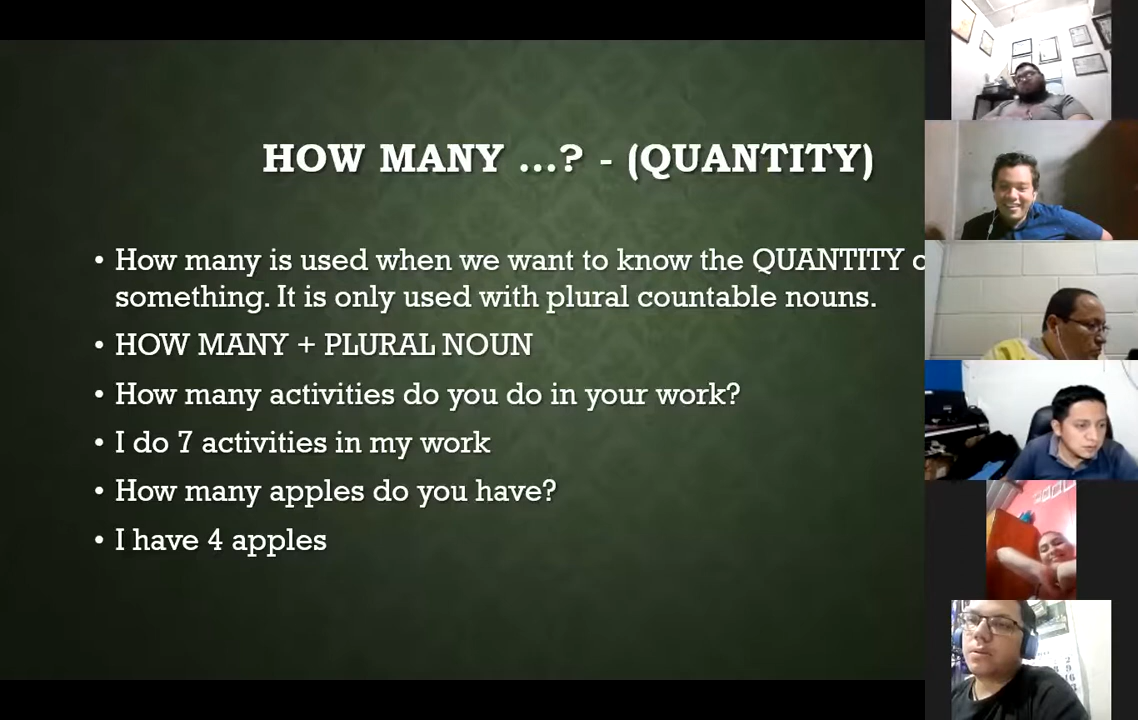 HOW MANY ...? - (QUANTITY)
• How many is used when we want to know the QUANTITY
something. It is only used with plural countable nouns.
• HOW MANY + PLURAL NOUN
• How many activities do you do in your work?
• I do 7 activities in my work
• How many apples do you have?
• I have 4 apples